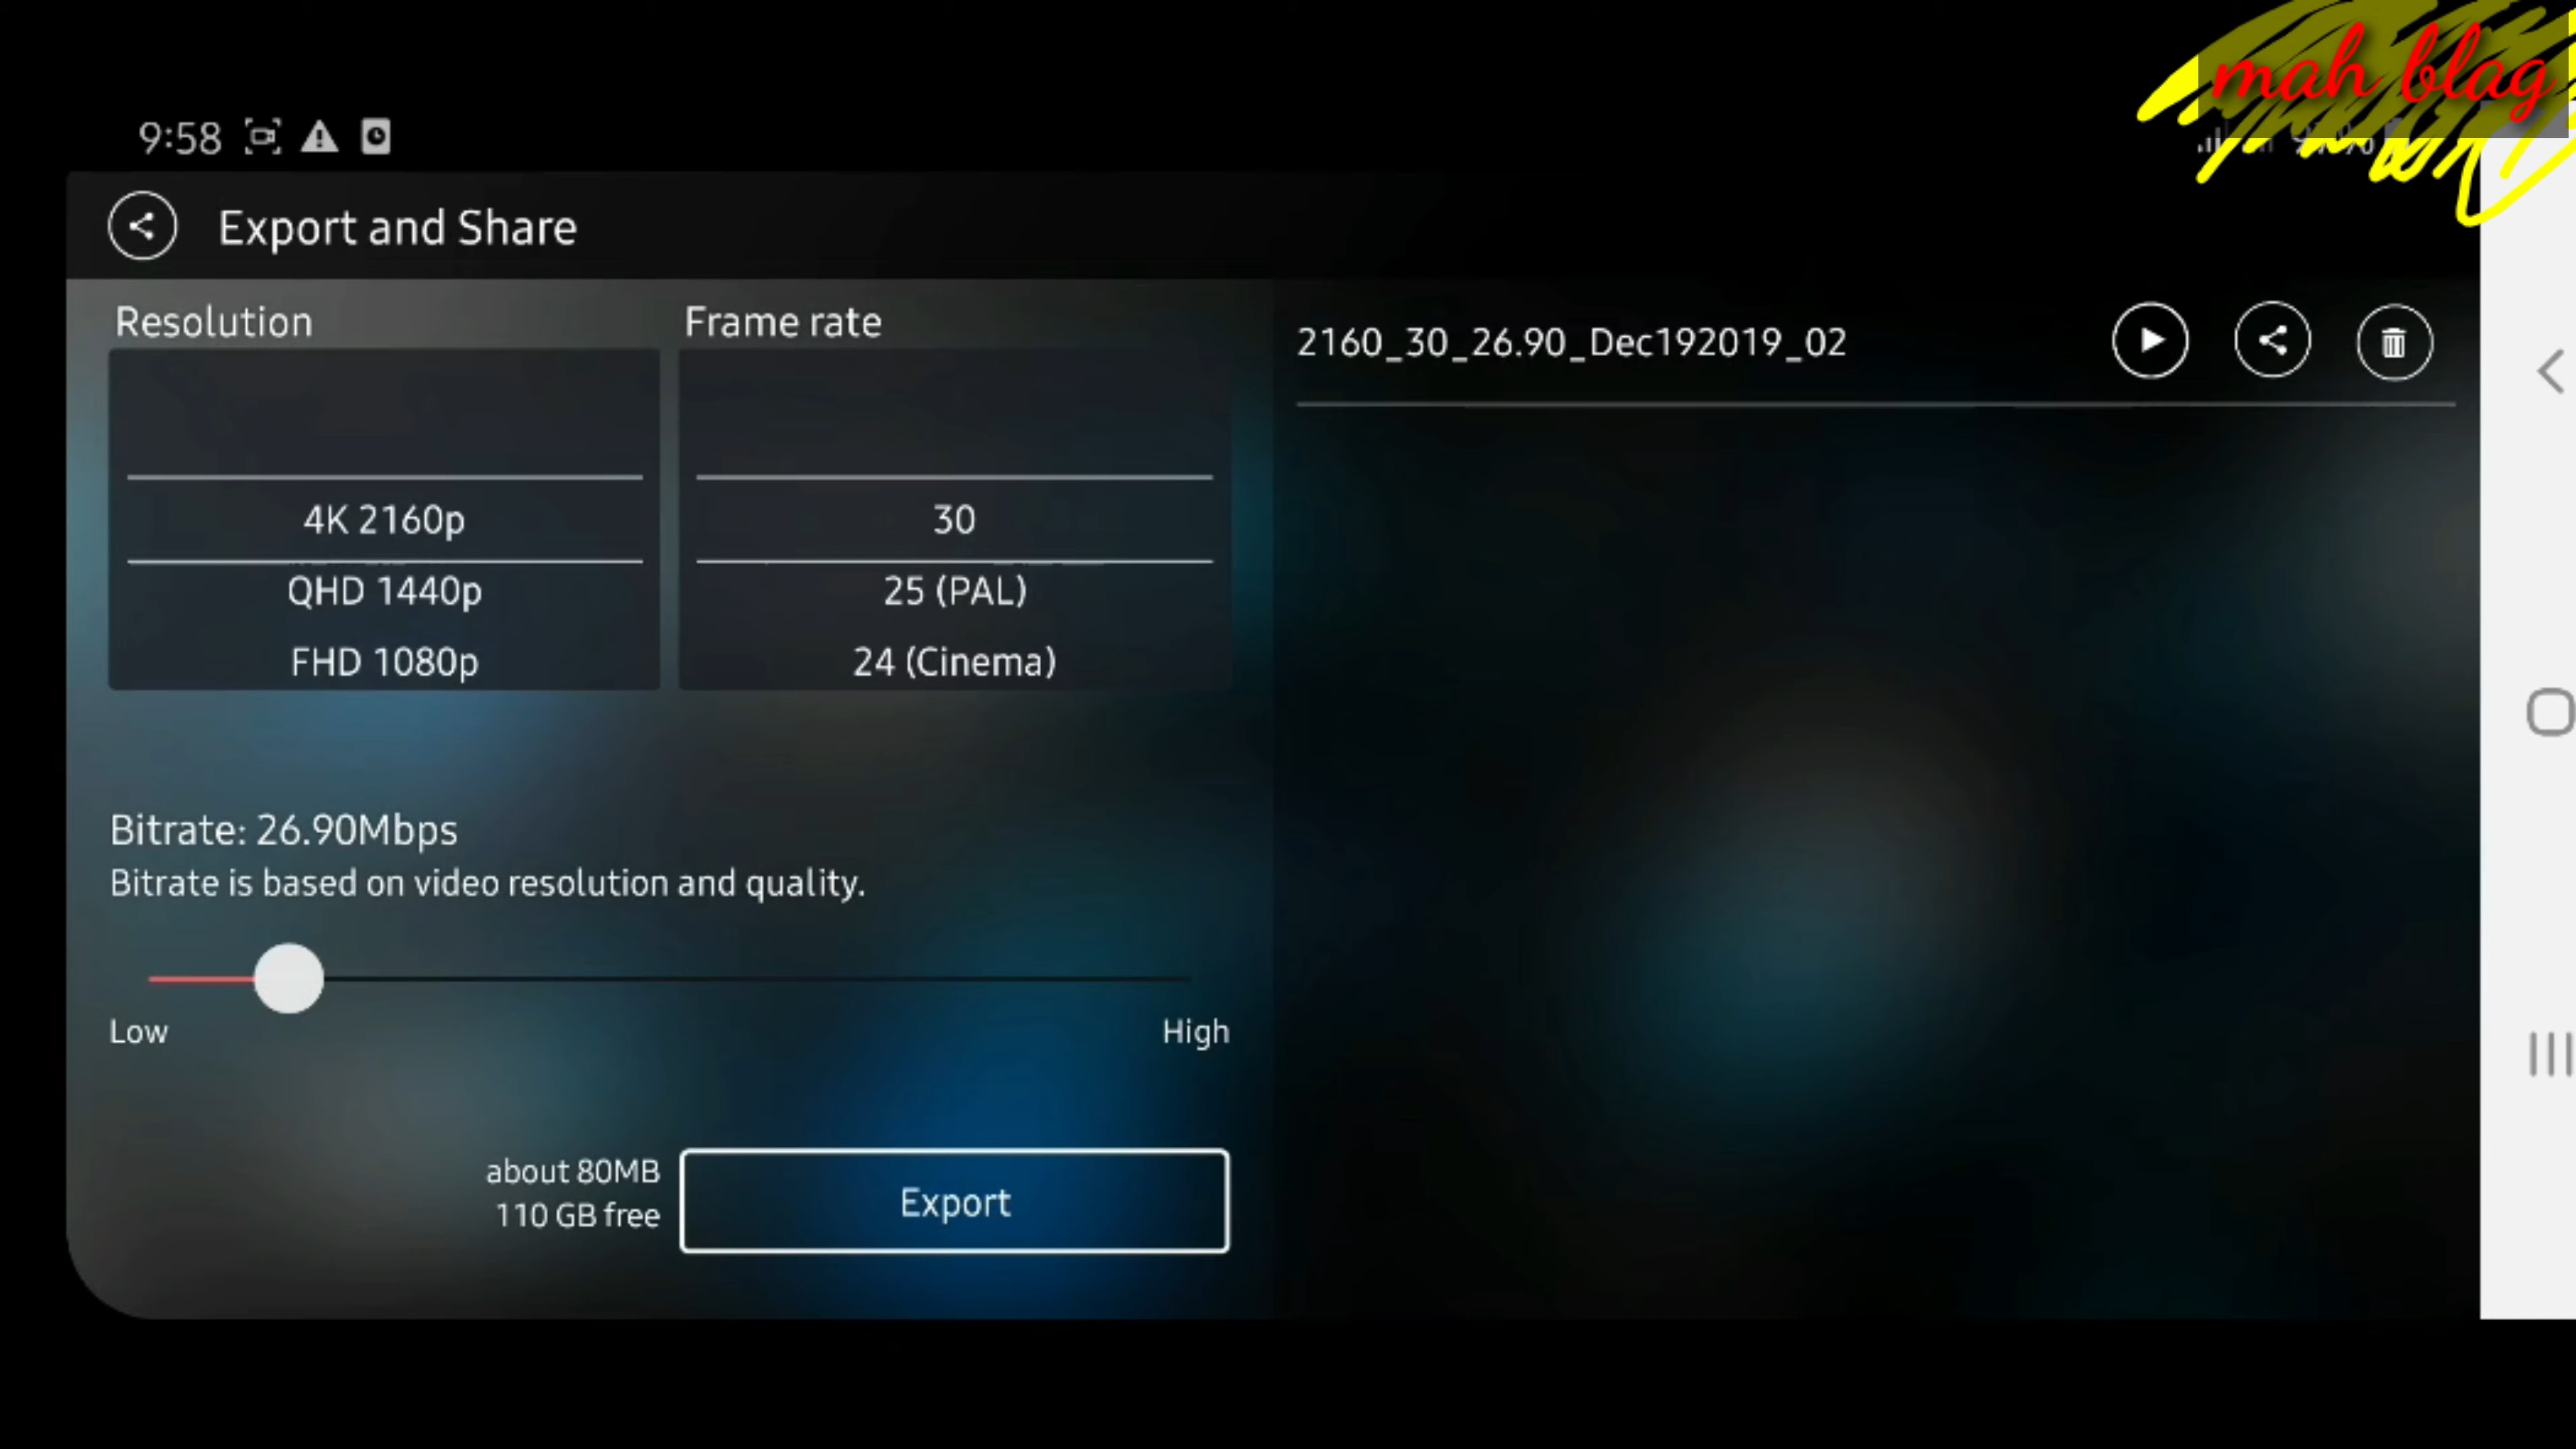 mah blag
9:58
Export and Share
Resolution
Frame rate
2160_30_26.90_Dec192019_02
4K 2160p
30
QHD 1440p
25 (PAL)
FHD 1080p
24 (Cinema)
Bitrate: 26.90Mbps
Bitrate is based on video resolution and quality.
Low
High
about 80MB
110 GB free
Export